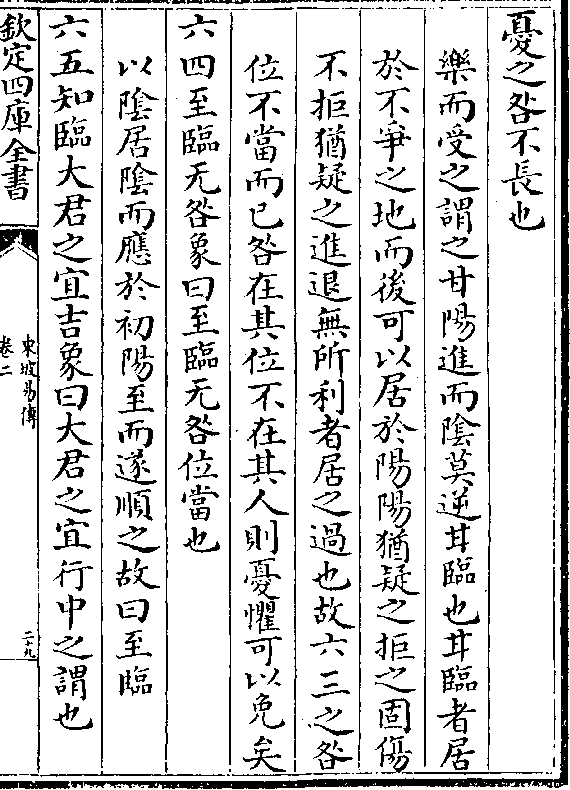 憂之咎不長也
樂而受之謂之甘陽進而陰莫逆甘臨也甘臨者居
於不爭之地而後可以居於陽陽猶疑之拒之固傷
不拒猶疑之進退無所利者居之過也故六三之咎
位不當而已咎在其位不在其人則憂懼可以免矣
六四至臨无咎象曰至臨无咎位當也
以陰居陰而應於初陽至而遂順之故曰至臨
六五知臨大君之宜吉象曰大君之宜行中之謂也
欽定四庫全書
東坡易傳
卷二
二十九